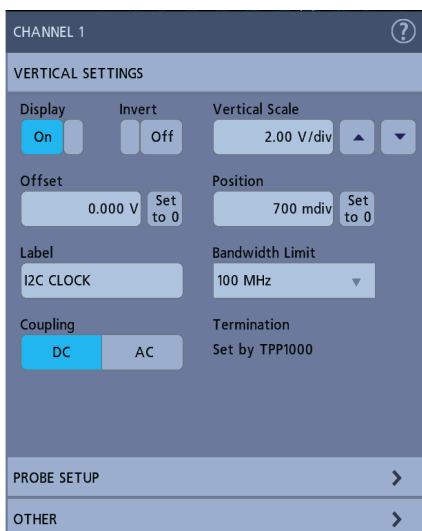 CHANNEL 1 ?
VERTICAL SETTINGS
Display Invert Vertical Scale
On Off 2.00 V/div
Offset Position
0.000 V Set to 0 700 mdiv Set to 0
Label Bandwidth Limit
I2C CLOCK 100 MHz
Coupling Termination
DC AC Set by TPP1000
PROBE SETUP
OTHER